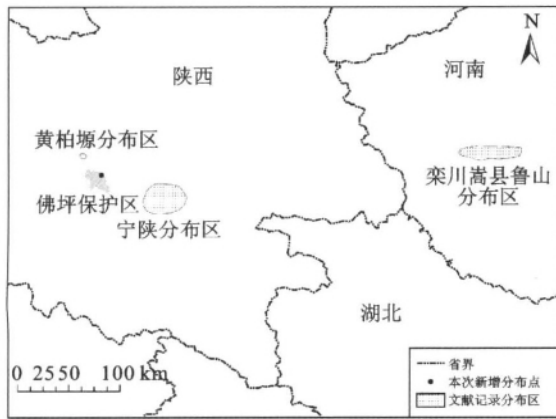 N
陕西
河南
黄柏塬分布区
佛坪保护区
宁陕分布区
栾川嵩县鲁山
分布区
湖北
0 25 50 100 km
省界
本次新增分布点
文献记录分布区